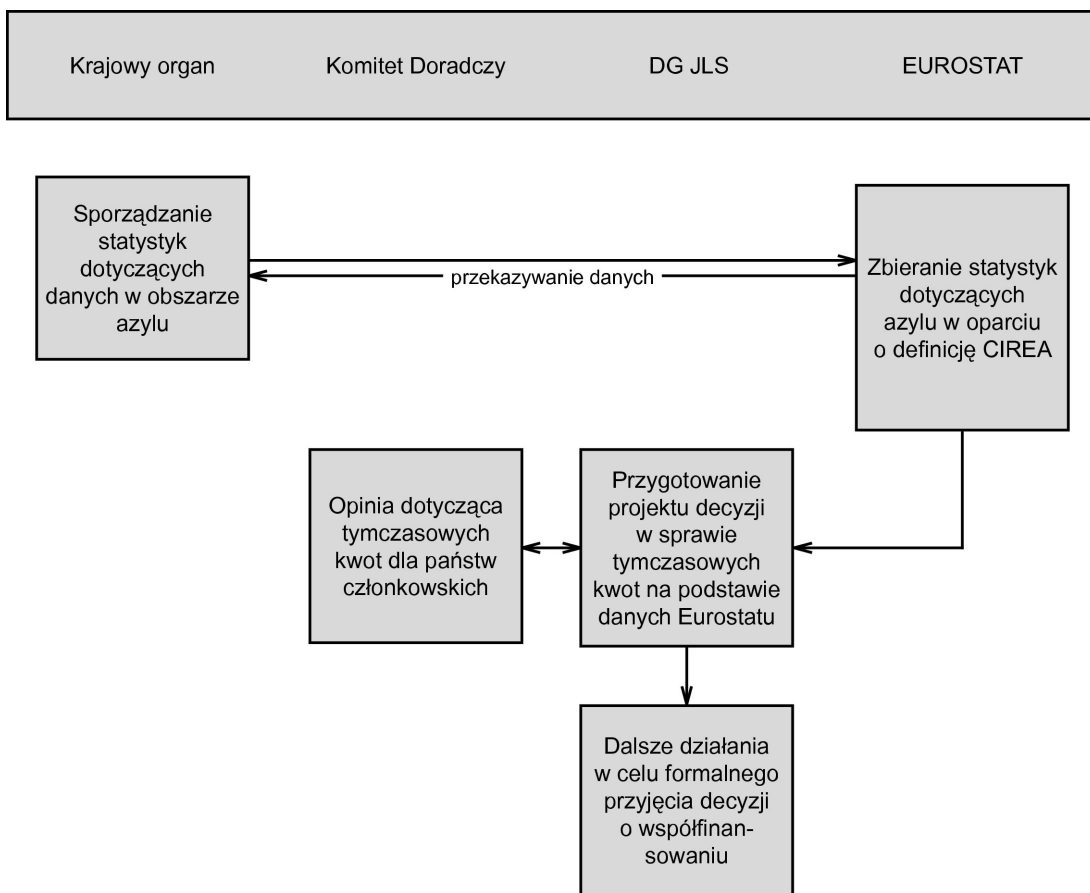 Krajowy organ
Komitet Doradczy
DG JLS
EUROSTAT
Sporządzanie
statystyk
dotyczących
danych w obszarze
azylu
przekazywanie danych
Zbieranie statystyk
dotyczących
azylu w oparciu
o definicję CIREA
Opinia dotycząca
tymczasowych
kwot dla państw
członkowskich
Przygotowanie
projektu decyzji
w sprawie
tymczasowych
kwot na podstawie
danych Eurostatu
Dalsze działania
w celu formalnego
przyjęcia decyzji
o współfinan-
sowaniu